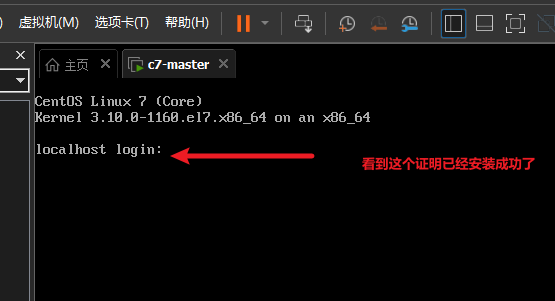 虚拟机(M) 选项卡(T) 帮助(H)
主页 c7-master
CentOS Linux 7 (Core)
Kernel 3.10.0-1160.el7.x86_64 on an x86_64
localhost login:
看到这个证明已经安装成功了